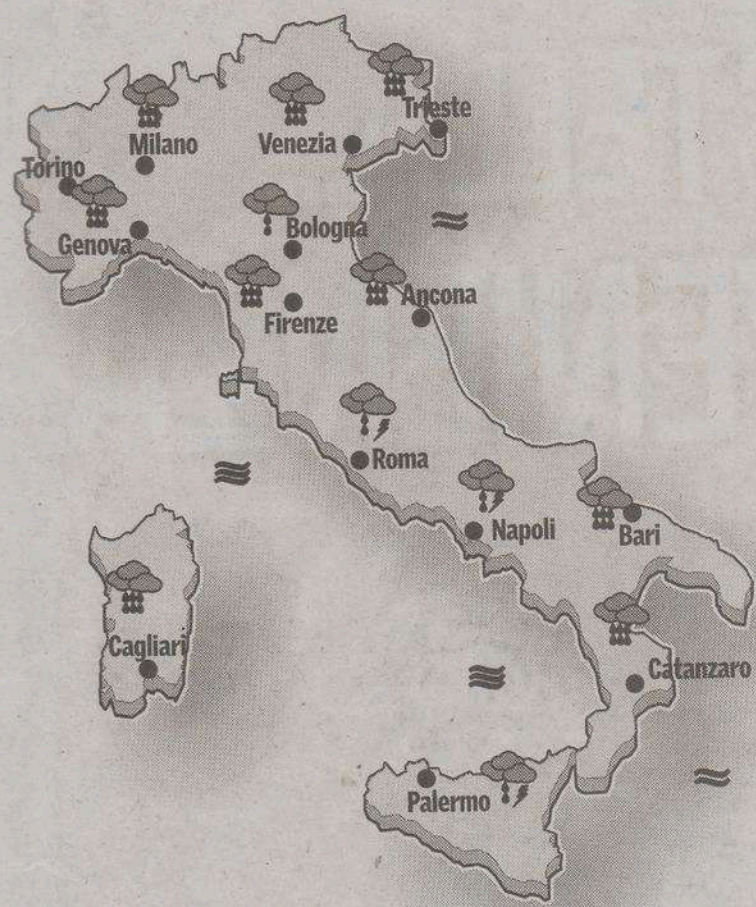 Trieste
Milano
Venezia
Torino
Genova
Bologna
Ancona
Firenze
Roma
Napoli
Bari
Cagliari
Catanzaro
Palermo